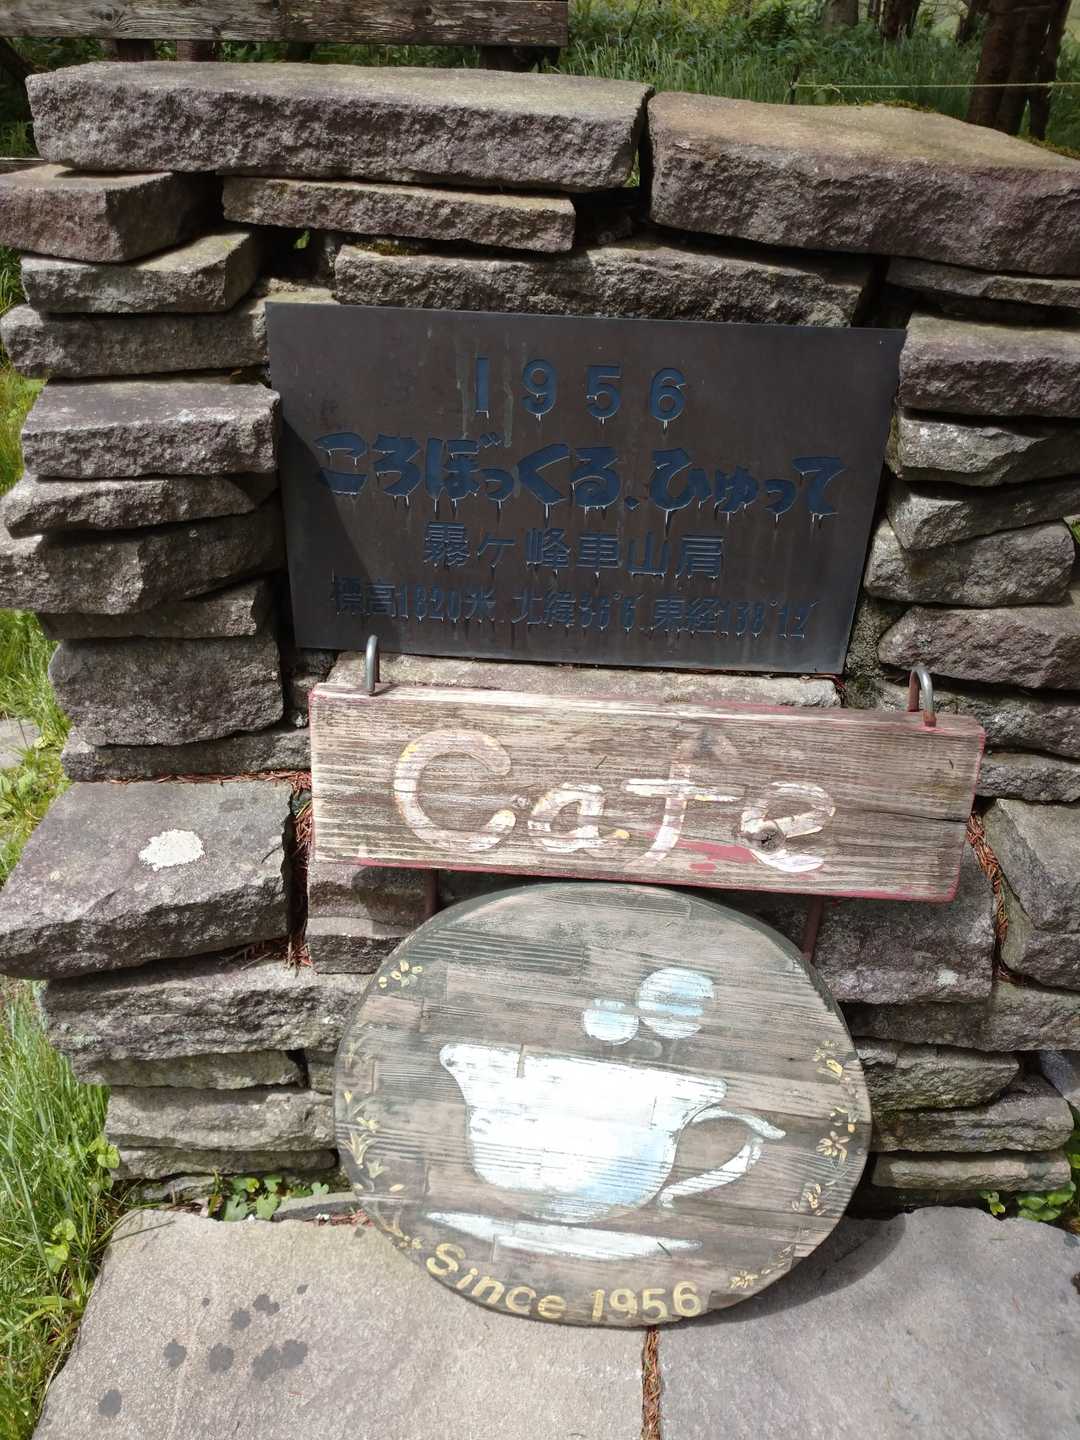 1956
ころぼっくる、ひゅって
霧ヶ峰車山肩
標高1820米 北緯36°6′ 東経138°12′
Cafe
Since 1956